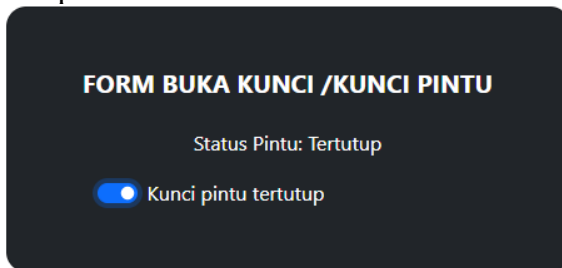 FORM BUKA KUNCI /KUNCI PINTU
Status Pintu: Tertutup
Kunci pintu tertutup